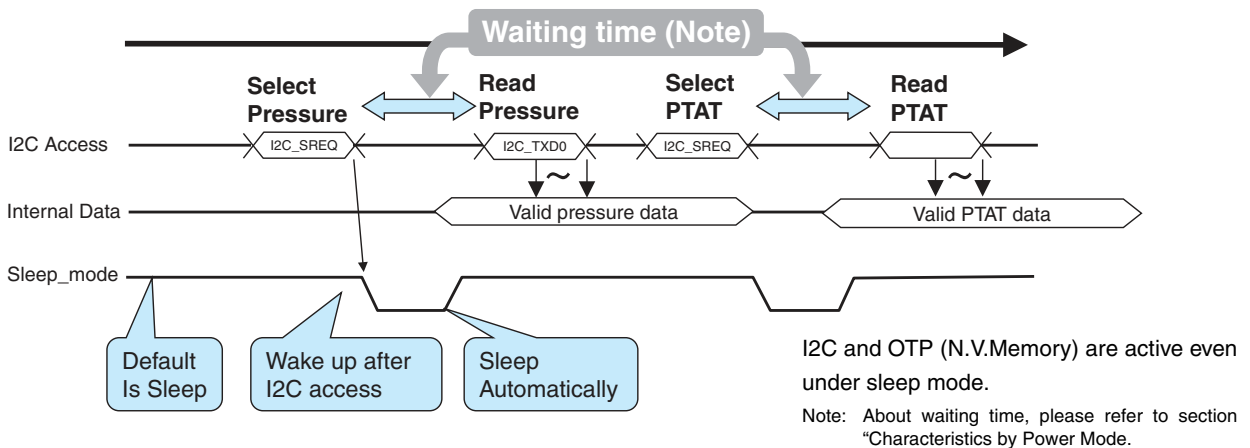 Waiting time (Note)
Select
Pressure
Read
Pressure
Select
PTAT
Read
PTAT
I2C Access
I2C_SREQ
I2C_TXD0
I2C_SREQ
~
~
Internal Data
Valid pressure data
Valid PTAT data
Sleep_mode
Default
Is Sleep
Wake up after
I2C access
Sleep
Automatically
I2C and OTP (N.V.Memory) are active even
under sleep mode.
Note: About waiting time, please refer to section
“Characteristics by Power Mode.